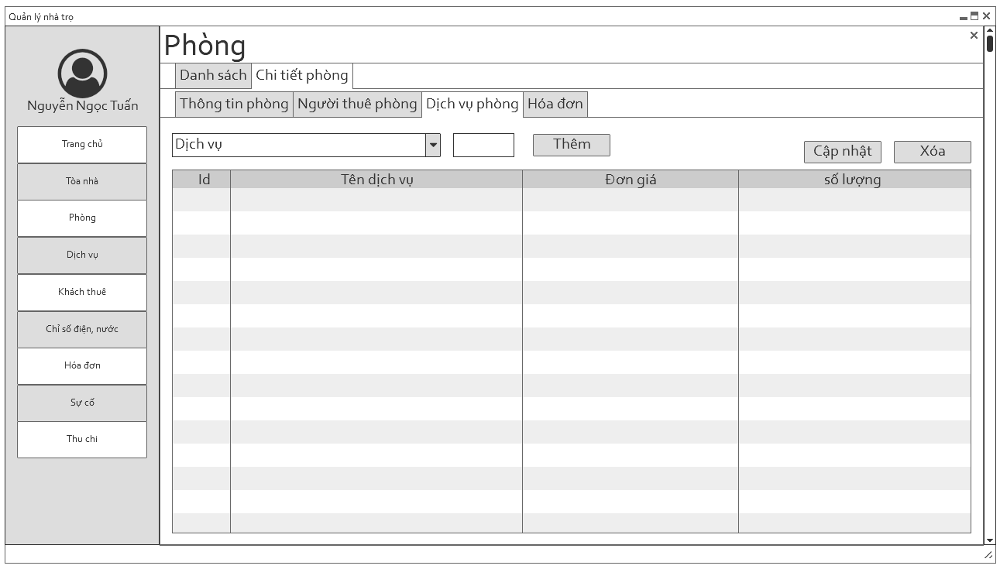 Quản lý nhà trọ
Nguyễn Ngọc Tuấn
Trang chủ
Tòa nhà
Phòng
Dịch vụ
Khách thuê
Chỉ số điện, nước
Hóa đơn
Sự cố
Thu chi
Phòng
Danh sách Chi tiết phòng
Thông tin phòng Người thuê phòng Dịch vụ phòng Hóa đơn
Dịch vụ Thêm Cập nhật Xóa
Id Tên dịch vụ Đơn giá số lượng